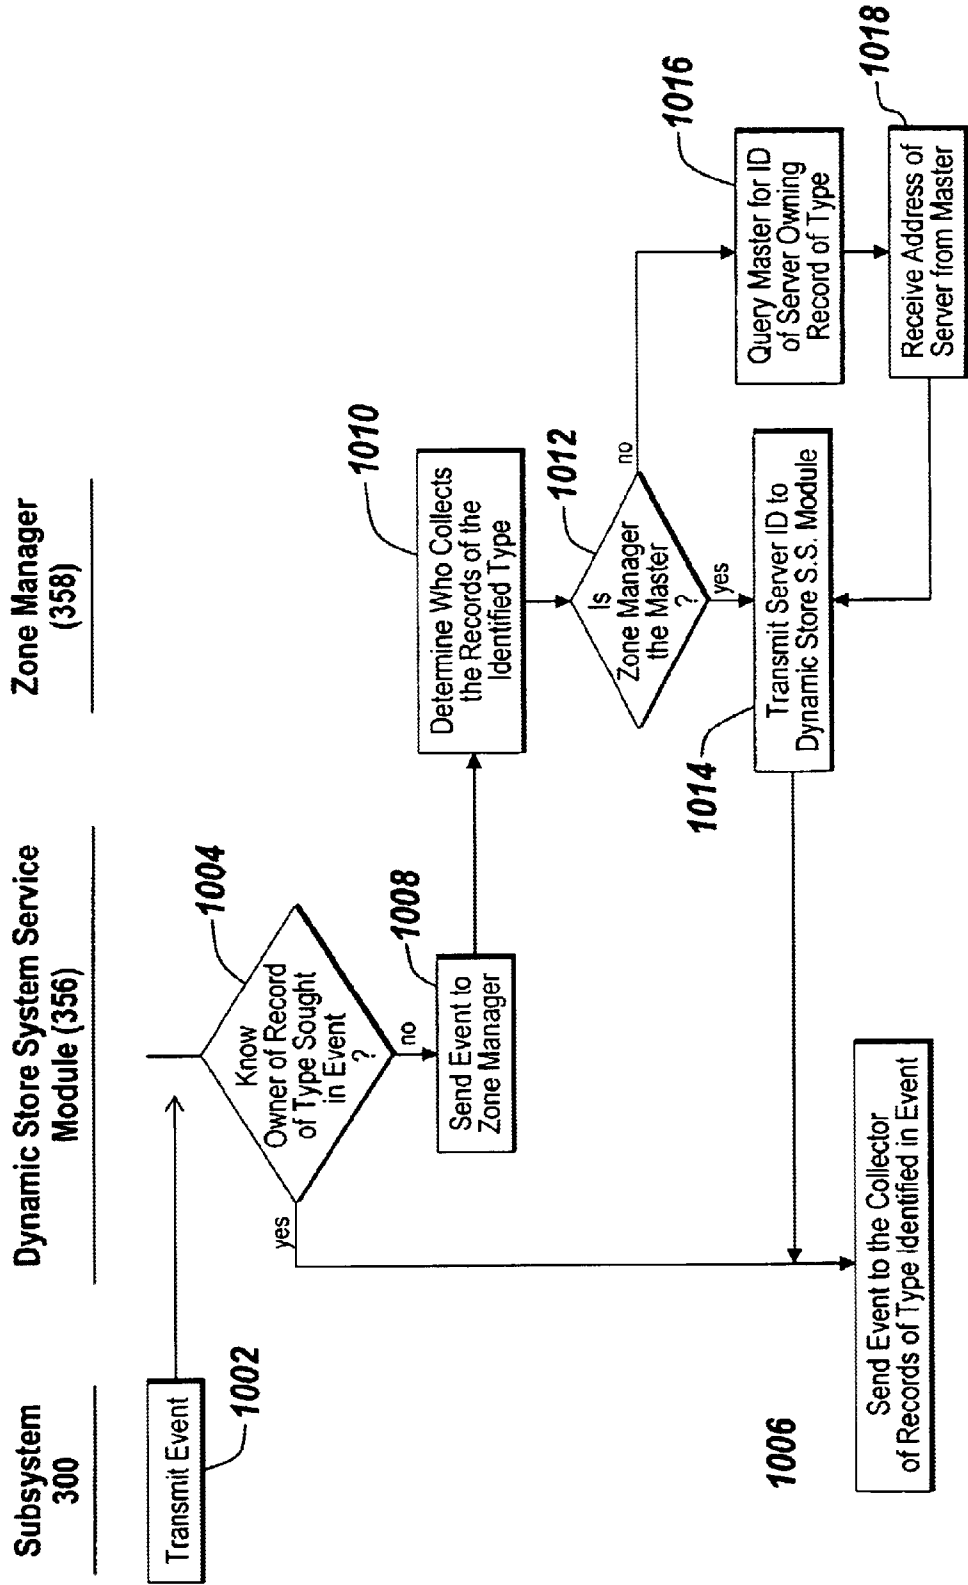 Subsystem
300
Dynamic Store System Service
Module (356)
Zone Manager
(358)
Transmit Event
1002
Know
Owner of Record
of Type Sought
in Event
?
1004
yes
no
Send Event to
Zone Manager
1008
Determine Who Collects
the Records of the
Identified Type
1010
Is
Zone Manager
the Master
?
1012
no
yes
Query Master for ID
of Server Owning
Record of Type
1016
Transmit Server ID to
Dynamic Store S.S. Module
1014
Receive Address of
Server from Master
1018
1006
Send Event to the Collector
of Records of Type Identified in Event